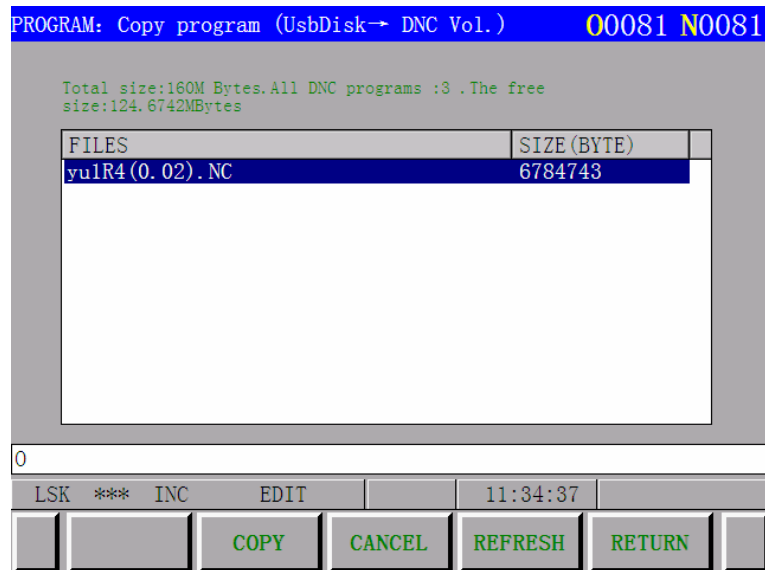 PROGRAM: Copy program (UsbDisk→ DNC Vol.) O0081 N0081
Total size:160M Bytes.All DNC programs :3 .The free
size:124.6742MBytes
FILES SIZE(BYTE)
yu1R4(0.02).NC 6784743
O
LSK *** INC EDIT 11:34:37
COPY CANCEL REFRESH RETURN